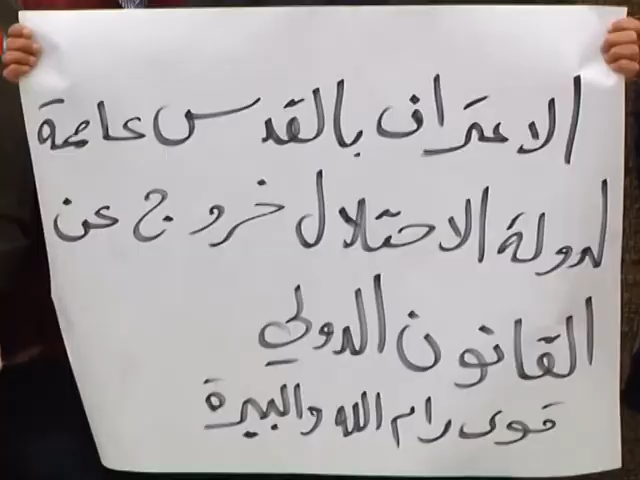 الاعتراف بالقدس عاصمة
لدولة الاحتلال خروج عن
القانون الدولي
قوى رام الله والبيرة